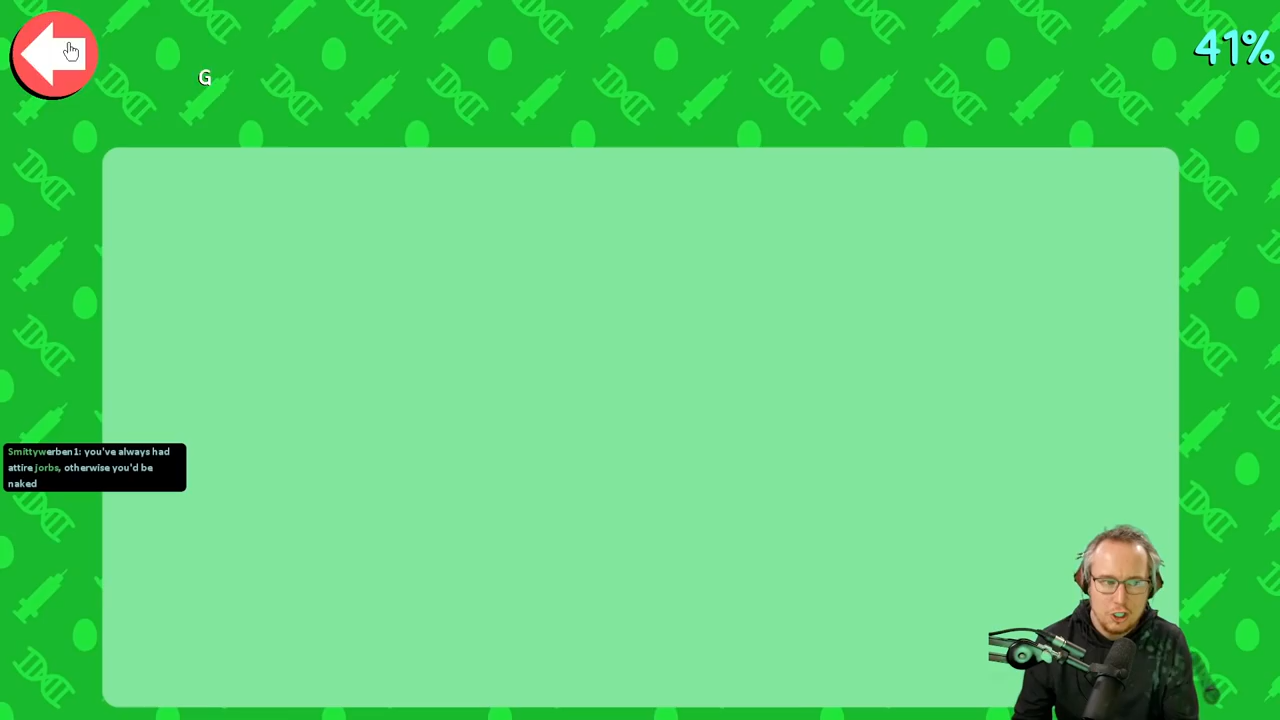 41%
G
Smittywerben1: you've always had
attire jorbs, otherwise you'd be
naked